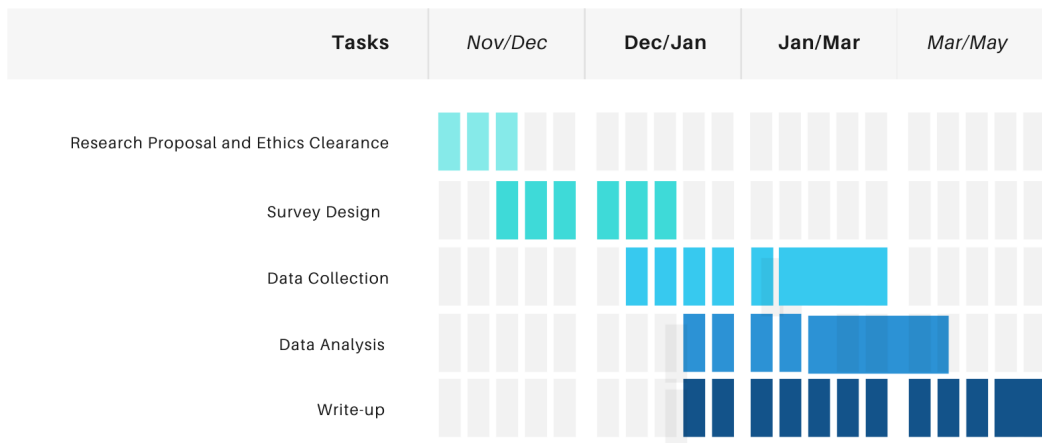 Tasks Nov/Dec Dec/Jan Jan/Mar Mar/May
Research Proposal and Ethics Clearance
Survey Design
Data Collection
Data Analysis
Write-up